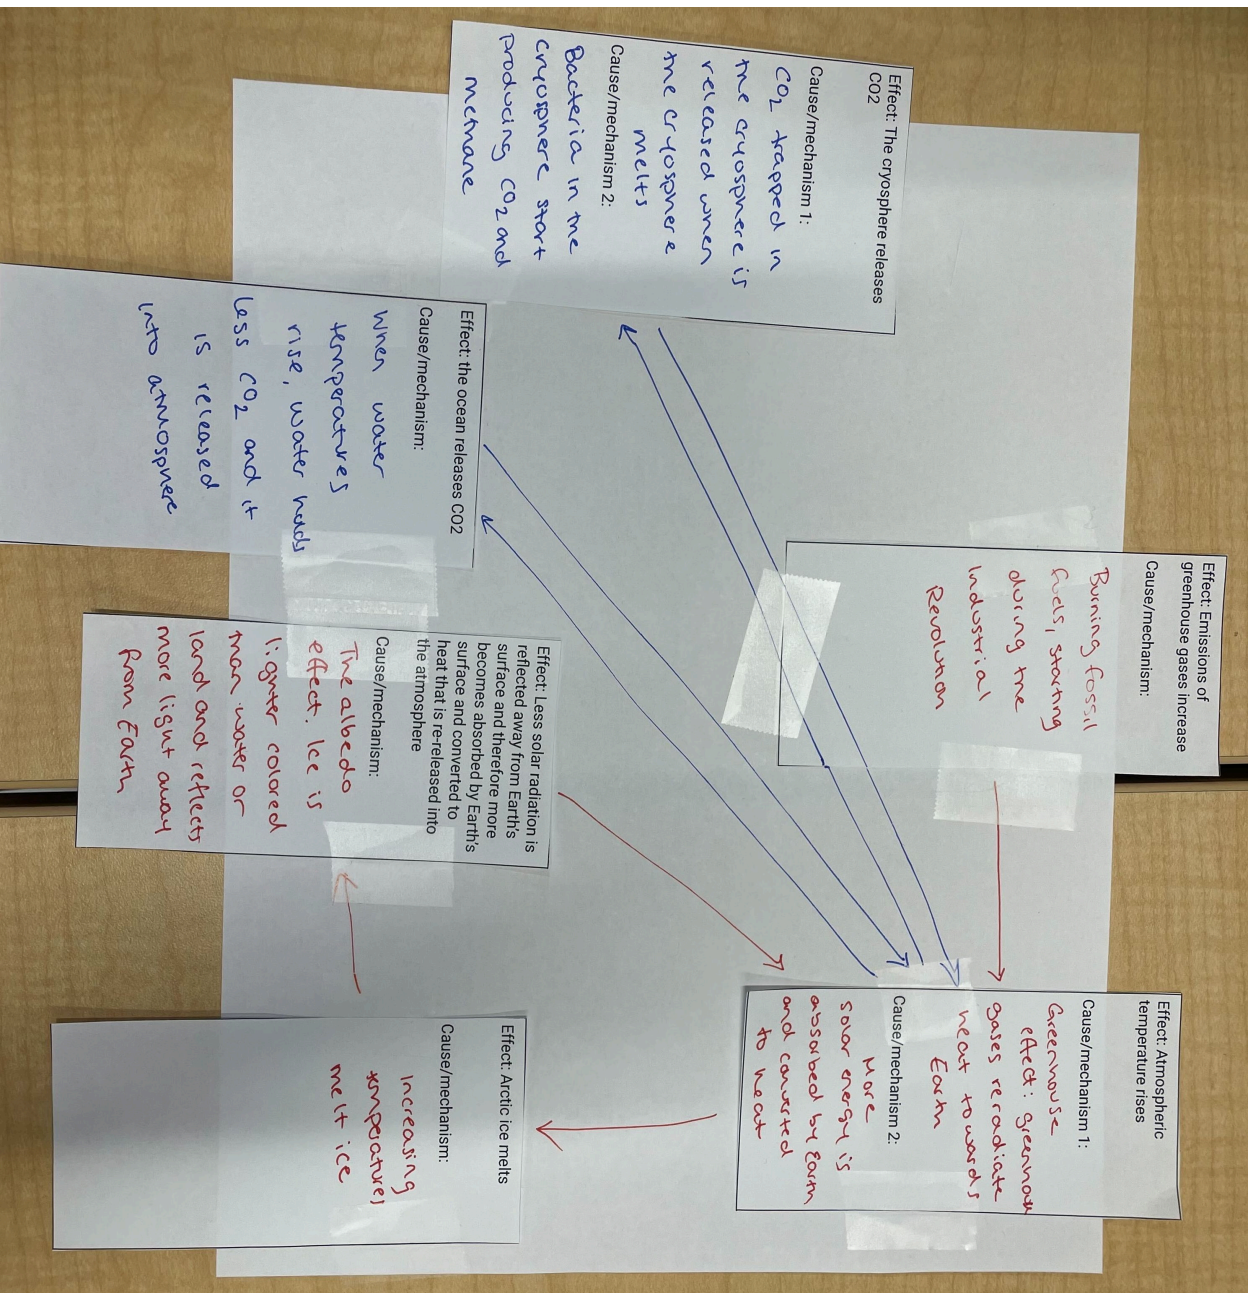 Effect: The cryosphere releases
CO2
Cause/mechanism 1:
CO2 trapped in
the cryosphere is
released when
the cryosphere
melts
Cause/mechanism 2:
Bacteria in the
cryosphere start
producing CO2 and
methane
Effect: Emissions of
greenhouse gases increase
Cause/mechanism:
Burning fossil
fuels, starting
during the
Industrial
Revolution
Effect: Atmospheric
temperature rises
Cause/mechanism 1:
Greenhouse
effect: greenhouse
gases reradiate
heat towards
Earth
Cause/mechanism 2:
More
solar energy is
absorbed by Earth
and converted
to heat
Effect: the ocean releases CO2
Cause/mechanism:
When water
temperatures
rise, water holds
less CO2 and it
is released
into atmosphere
Effect: Less solar radiation is
reflected away from Earth's
surface and therefore more
becomes absorbed by Earth's
surface and converted to
heat that is re-released into
the atmosphere
Cause/mechanism:
The albedo
effect. Ice is
lighter colored
than water or
land and reflects
more light away
from Earth
Effect: Arctic ice melts
Cause/mechanism:
Increasing
temperatures
melt ice